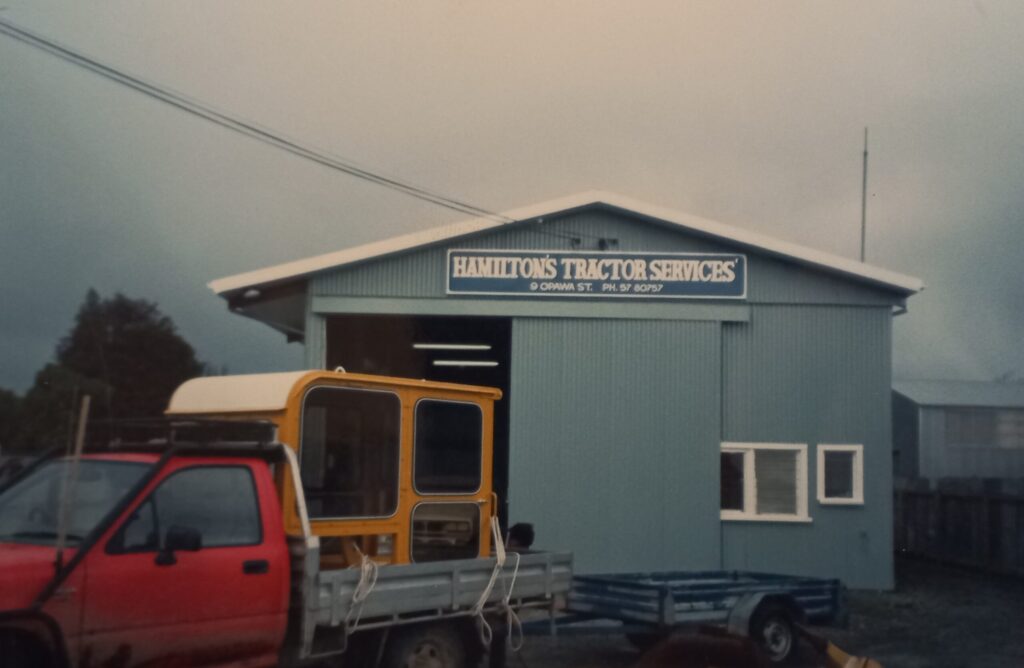 HAMILTON'S TRACTOR SERVICES'
9 OPAWA ST. PH. 57 80757